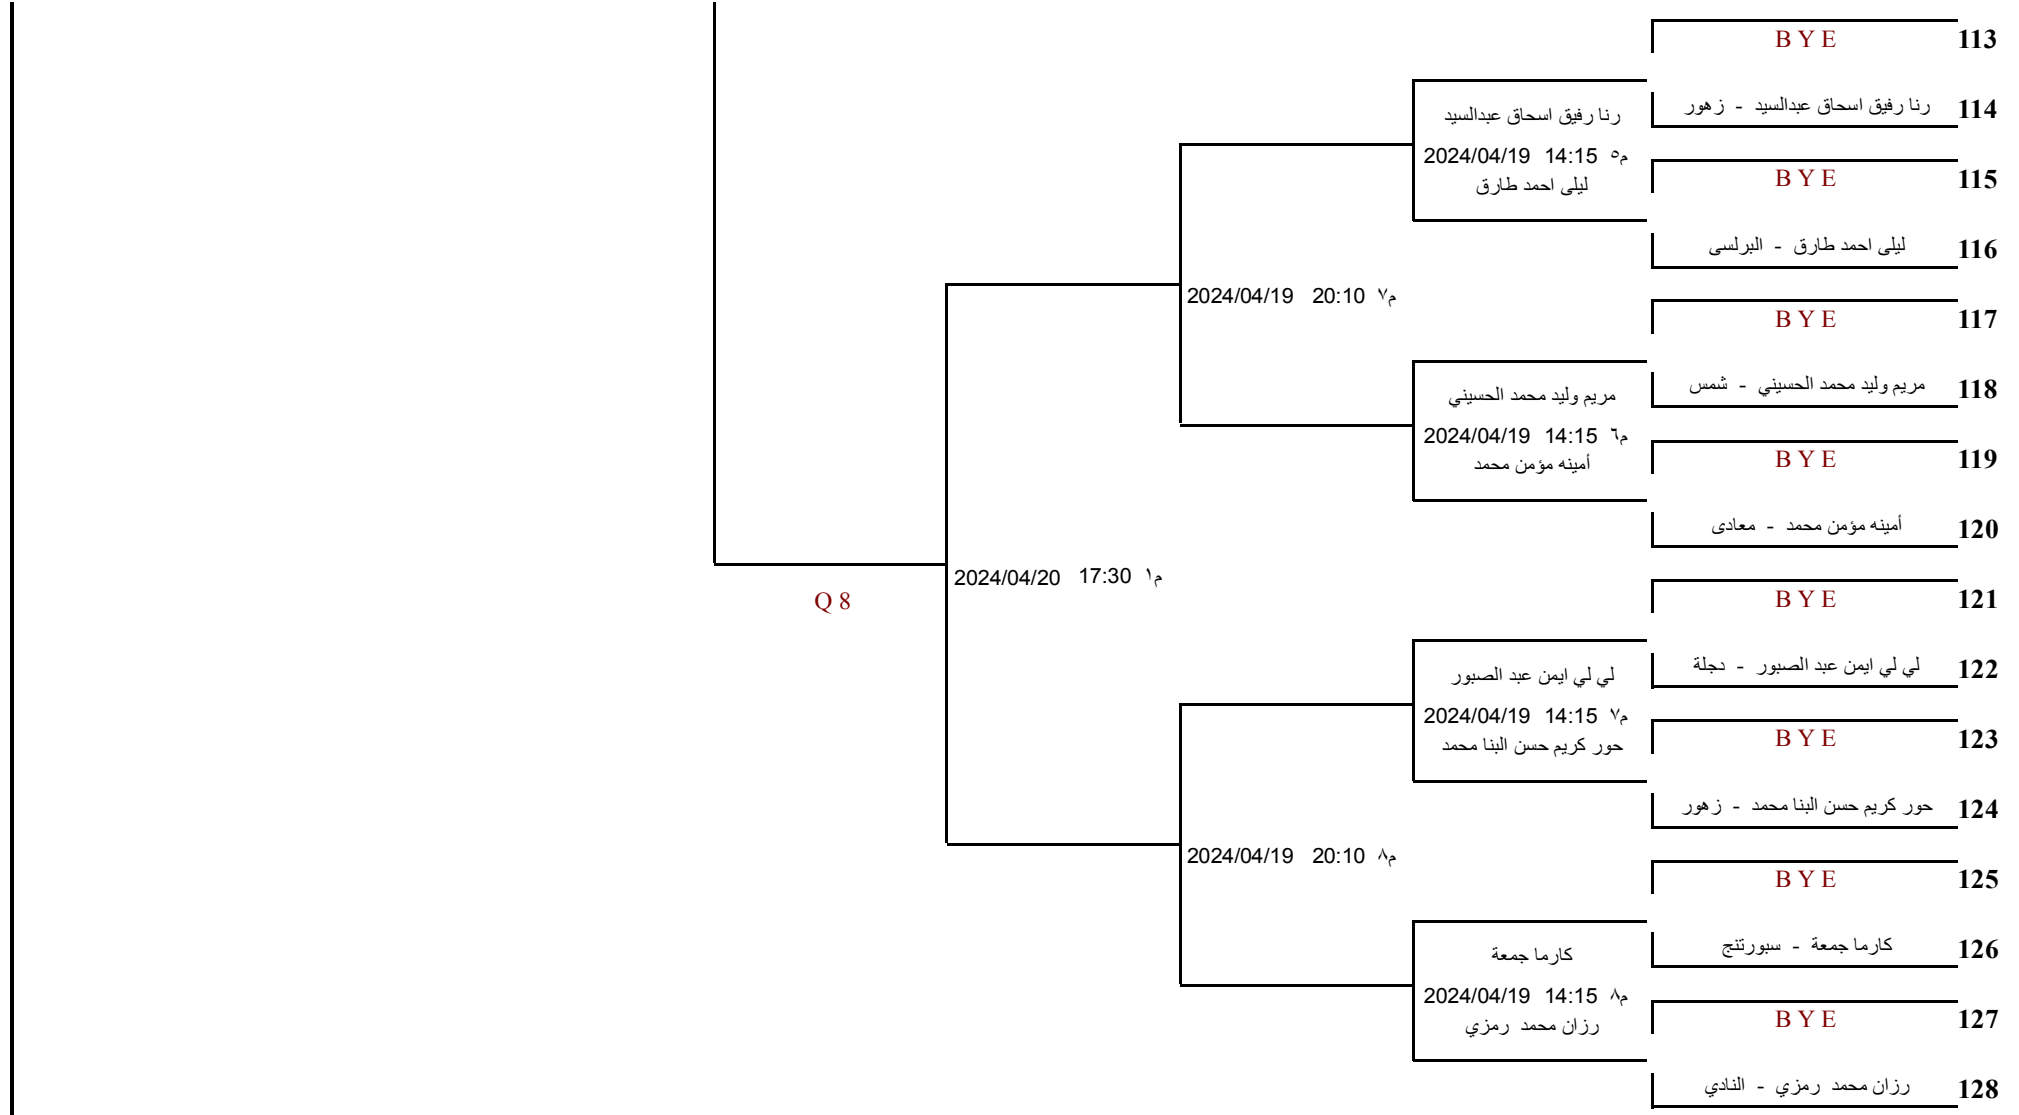 BYE 113
رنا رفيق اسحاق عبدالسيد - زهور 114
رنا رفيق اسحاق عبدالسيد
2024/04/19 14:15 م٥
ليلى احمد طارق
BYE 115
ليلى احمد طارق - البرلسى 116
2024/04/19 20:10 م٧
BYE 117
مريم وليد محمد الحسيني - شمس 118
مريم وليد محمد الحسيني
2024/04/19 14:15 م٦
أمينه مؤمن محمد
BYE 119
أمينه مؤمن محمد - معادى 120
2024/04/20 17:30 م١
Q 8
BYE 121
لي لي ايمن عبد الصبور - دجلة 122
لي لي ايمن عبد الصبور
2024/04/19 14:15 م٧
حور كريم حسن البنا محمد
BYE 123
حور كريم حسن البنا محمد - زهور 124
2024/04/19 20:10 م٨
BYE 125
كارما جمعة - سبورتنج 126
كارما جمعة
2024/04/19 14:15 م٨
رزان محمد رمزي
BYE 127
رزان محمد رمزي - النادي 128